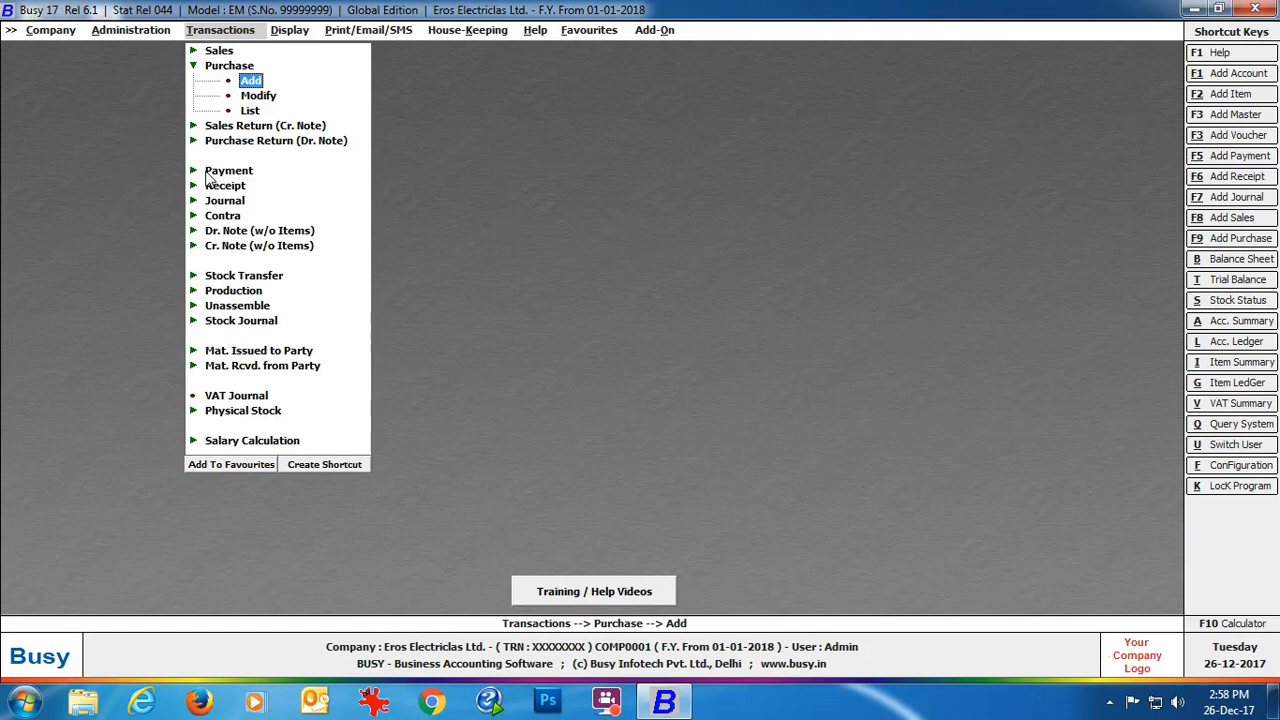 Busy 17 Rel 6.1 | Stat Rel 044 | Model : EM (S.No. 99999999) | Global Edition | Eros Electriclas Ltd. - F.Y. From 01-01-2018
>> Company Administration Transactions Display Print/Email/SMS House-Keeping Help Favourites Add-On
Sales
Purchase
Add
Modify
List
Sales Return (Cr. Note)
Purchase Return (Dr. Note)
Payment
Receipt
Journal
Contra
Dr. Note (w/o Items)
Cr. Note (w/o Items)
Stock Transfer
Production
Unassemble
Stock Journal
Mat. Issued to Party
Mat. Rcvd. from Party
VAT Journal
Physical Stock
Salary Calculation
Add To Favourites Create Shortcut
Training / Help Videos
Shortcut Keys
F1 Help
F1 Add Account
F2 Add Item
F3 Add Master
F3 Add Voucher
F5 Add Payment
F6 Add Receipt
F7 Add Journal
F8 Add Sales
F9 Add Purchase
B Balance Sheet
T Trial Balance
S Stock Status
A Acc. Summary
L Acc. Ledger
I Item Summary
G Item LedGer
V VAT Summary
Q Query System
U Switch User
F ConFiguration
K LocK Program
Transactions --> Purchase --> Add
F10 Calculator
Busy
Company : Eros Electriclas Ltd. - ( TRN : XXXXXXXX ) COMP0001 ( F.Y. From 01-01-2018 ) - User : Admin
BUSY - Business Accounting Software ; (c) Busy Infotech Pvt. Ltd., Delhi ; www.busy.in
Your
Company
Logo
Tuesday
26-12-2017
Ps
2:58 PM
26-Dec-17